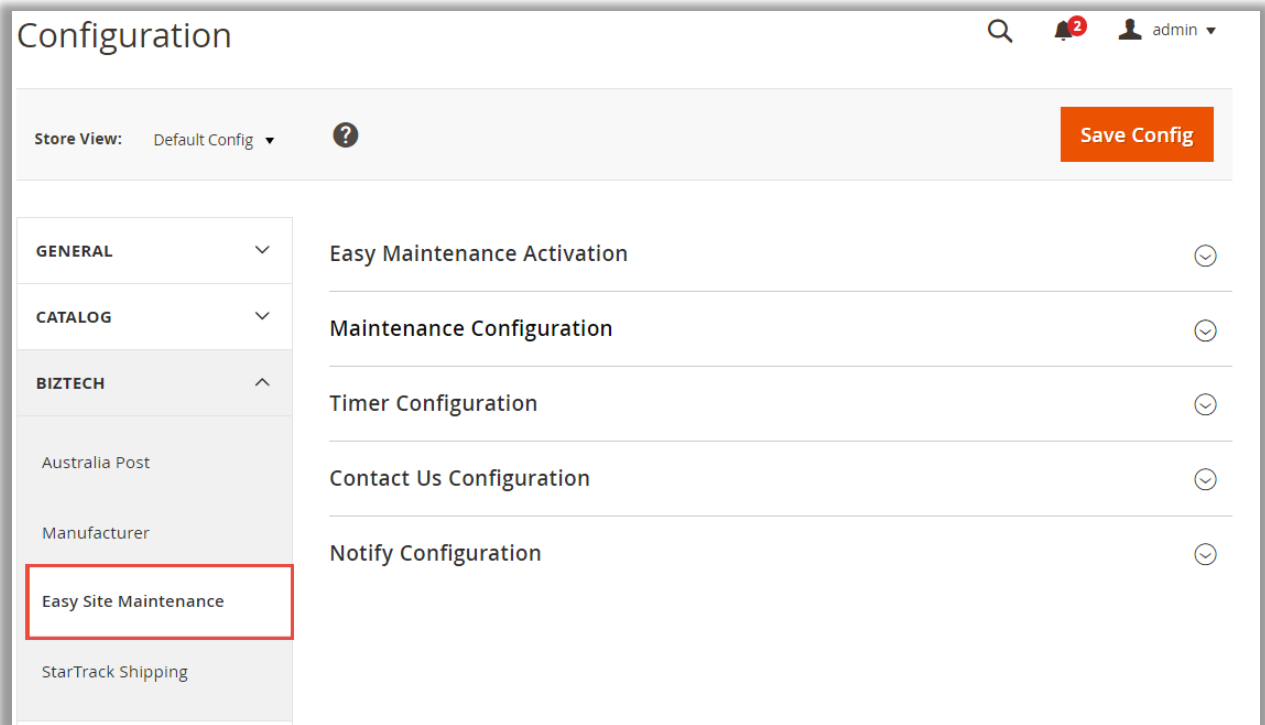 Configuration
2
admin
Store View: Default Config ?
Save Config
GENERAL
CATALOG
BIZTECH
Australia Post
Manufacturer
Easy Site Maintenance
StarTrack Shipping
Easy Maintenance Activation
Maintenance Configuration
Timer Configuration
Contact Us Configuration
Notify Configuration